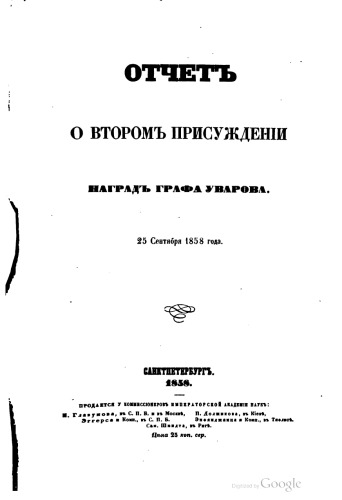 ОТЧЕТЪ
О ВТОРОМЪ ПРИСУЖДЕНІИ
НАГРАДЪ ГРАФА УВАРОВА.
25 Сентября 1858 года.
САНКТПЕТЕРБУРГЪ.
1858.
ПРОДАЕТСЯ У КОММИССІОНЕРОВЪ ИМПЕРАТОРСКОЙ АКАДЕМІИ НАУКЪ:
И. Глазунова, въ С. П. Б. и въ Москвѣ,
Эггерса и Комп., въ С. П. Б.
П. Должикова, въ Кіевѣ,
Энфиаджянца и Комп., въ Тифлисѣ,
Сам. Шмидта, въ Ригѣ.
Цѣна 25 коп. сер.
Digitized by Google